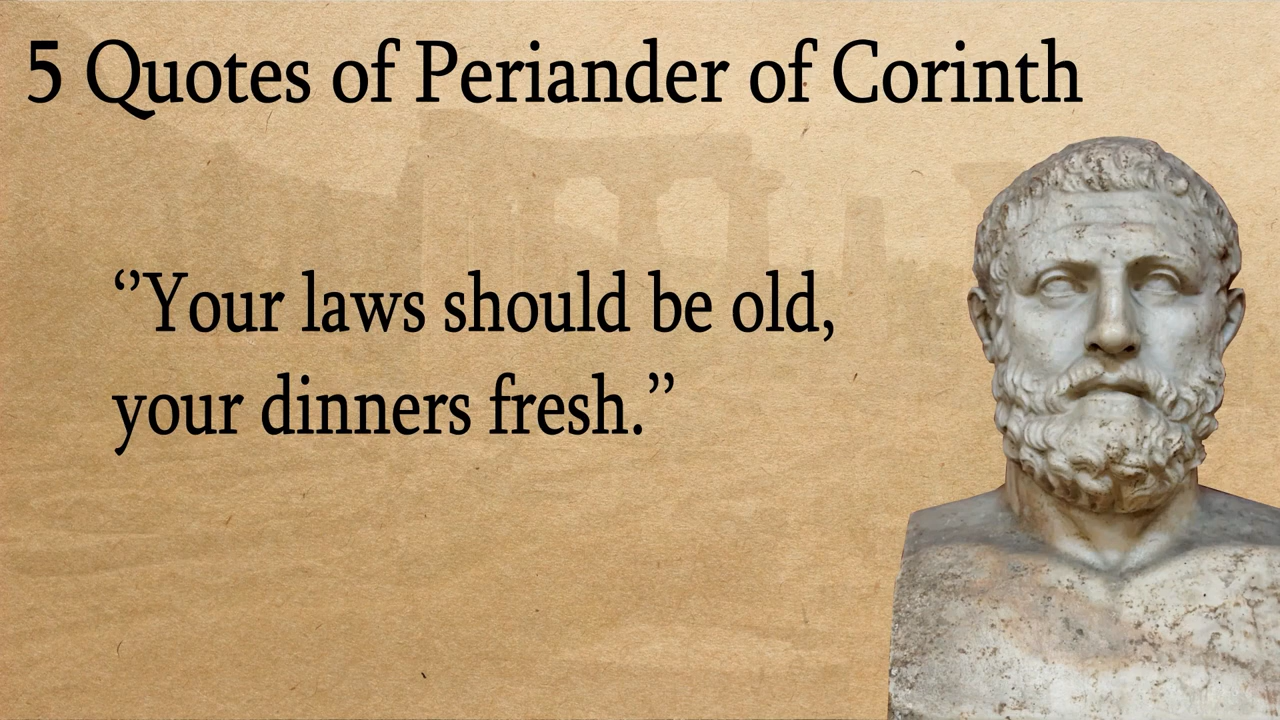 5 Quotes of Periander of Corinth
‘’Your laws should be old,
your dinners fresh.’’